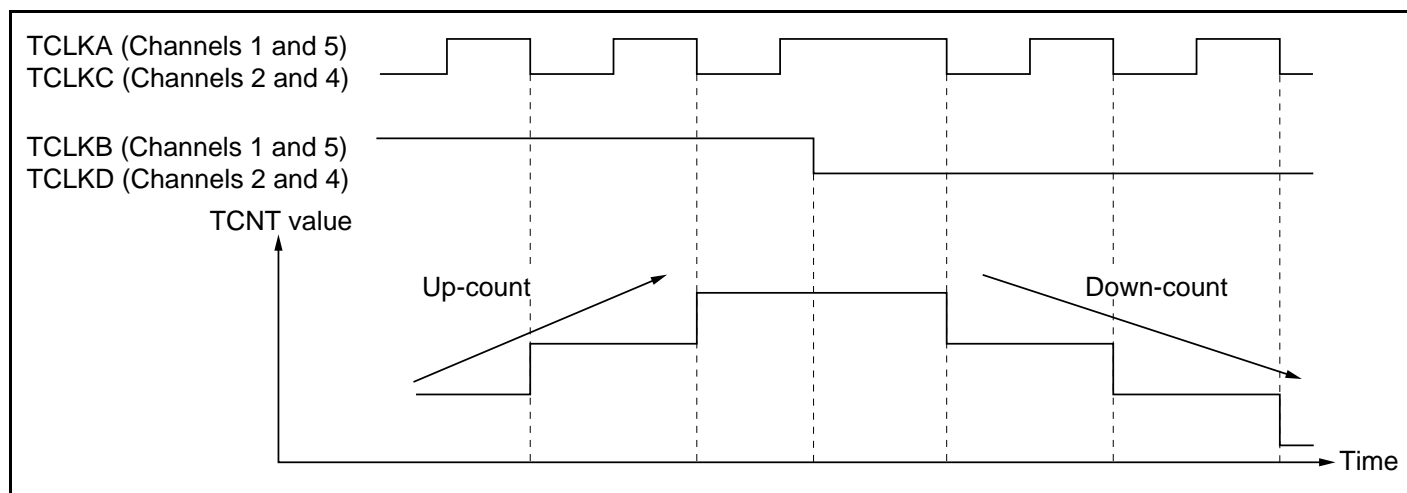 TCLKA (Channels 1 and 5)
TCLKC (Channels 2 and 4)
TCLKB (Channels 1 and 5)
TCLKD (Channels 2 and 4)
TCNT value
Up-count
Down-count
Time